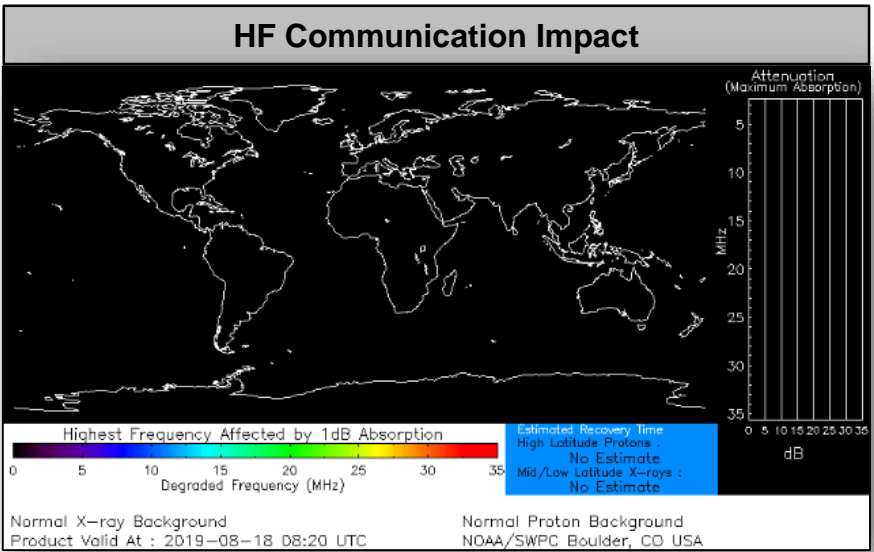 HF Communication Impact
Attenuation
(Maximum Absorption)
5
10
15
20
25
30
35
MHz
0 5 10 15 20 25 30 35
dB
Highest Frequency Affected by 1dB Absorption
0 5 10 15 20 25 30 35
Degraded Frequency (MHz)
Estimated Recovery Time
High Latitude Protons :
No Estimate
Mid/Low Latitude X-rays :
No Estimate
Normal X-ray Background
Product Valid At : 2019-08-18 08:20 UTC
Normal Proton Background
NOAA/SWPC Boulder, CO USA